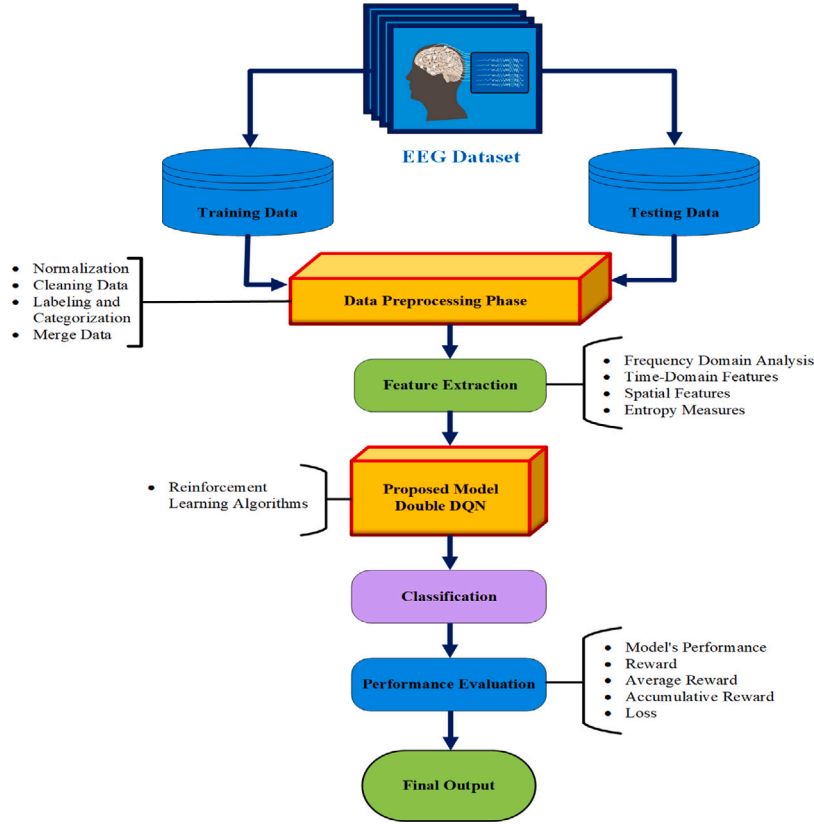 EEG Dataset
Training Data
Testing Data
• Normalization
• Cleaning Data
• Labeling and
Categorization
• Merge Data
Data Preprocessing Phase
Feature Extraction
• Frequency Domain Analysis
• Time-Domain Features
• Spatial Features
• Entropy Measures
• Reinforcement
Learning Algorithms
Proposed Model
Double DQN
Classification
Performance Evaluation
• Model's Performance
• Reward
• Average Reward
• Accumulative Reward
• Loss
Final Output